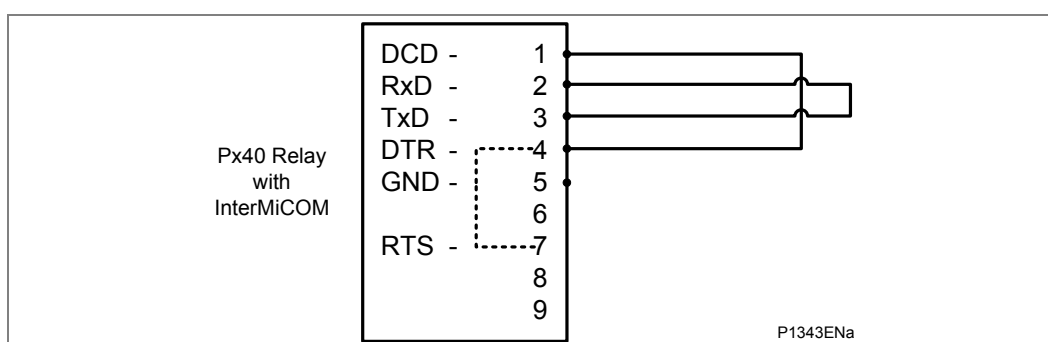 DCD - 1
RxD - 2
TxD - 3
DTR - 4
GND - 5
6
RTS - 7
8
9
Px40 Relay
with
InterMiCOM
P1343ENa